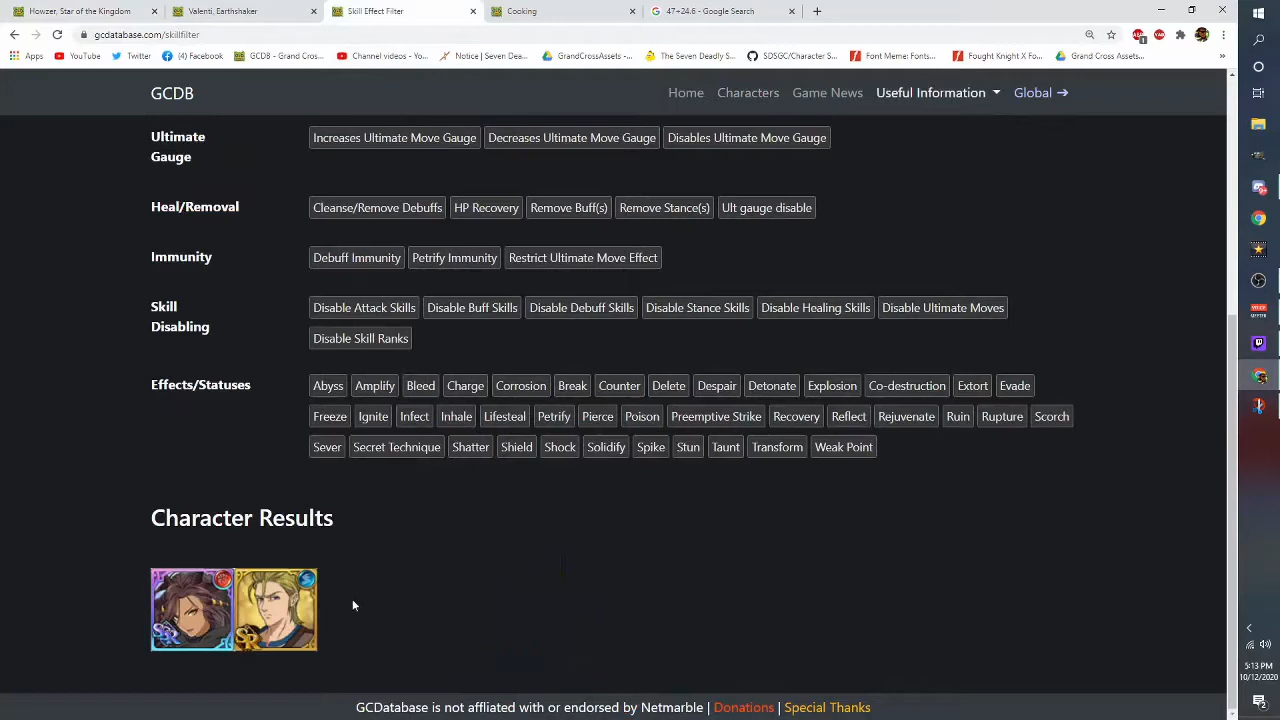 Howzer, Star of the Kingdom
Valenti, Earthshaker
Skill Effect Filter
Cooking
47+24.6 - Google Search
gcdatabase.com/skillfilter
Apps
YouTube
Twitter
(4) Facebook
GCDB - Grand Cros...
Channel videos - Yo...
Notice | Seven Dea...
GrandCrossAssets -...
The Seven Deadly S...
SDSGC/Character S...
Font Meme: Fonts...
Fought Knight X Fo...
Grand Cross Assets...
GCDB
Home
Characters
Game News
Useful Information
Global
Ultimate
Gauge
Increases Ultimate Move Gauge
Decreases Ultimate Move Gauge
Disables Ultimate Move Gauge
Heal/Removal
Cleanse/Remove Debuffs
HP Recovery
Remove Buff(s)
Remove Stance(s)
Ult gauge disable
Immunity
Debuff Immunity
Petrify Immunity
Restrict Ultimate Move Effect
Skill
Disabling
Disable Attack Skills
Disable Buff Skills
Disable Debuff Skills
Disable Stance Skills
Disable Healing Skills
Disable Ultimate Moves
Disable Skill Ranks
Effects/Statuses
Abyss
Amplify
Bleed
Charge
Corrosion
Break
Counter
Delete
Despair
Detonate
Explosion
Co-destruction
Extort
Evade
Freeze
Ignite
Infect
Inhale
Lifesteal
Petrify
Pierce
Poison
Preemptive Strike
Recovery
Reflect
Rejuvenate
Ruin
Rupture
Scorch
Sever
Secret Technique
Shatter
Shield
Shock
Solidify
Spike
Stun
Taunt
Transform
Weak Point
Character Results
SR
SR
GCDatabase is not affiliated with or endorsed by Netmarble | Donations | Special Thanks
5:13 PM
10/12/2020